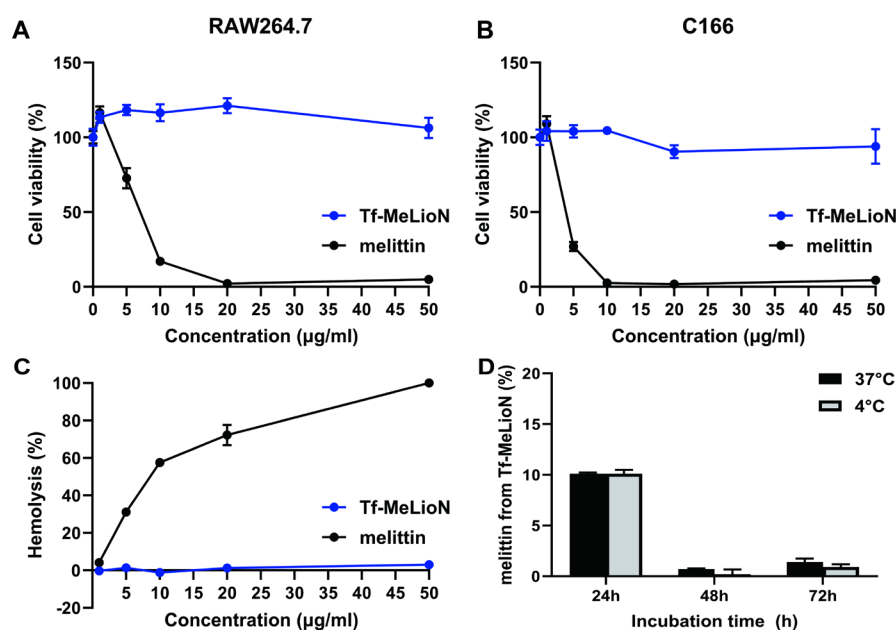 A
RAW264.7
Cell viability (%)
150
100
50
0
0 5 10 15 20 25 30 35 40 45 50
Concentration (µg/ml)
Tf-MeLioN
melittin
B
C166
Cell viability (%)
150
100
50
0
0 5 10 15 20 25 30 35 40 45 50
Concentration (µg/ml)
Tf-MeLioN
melittin
C
Hemolysis (%)
100
80
60
40
20
0
-20
5 10 15 20 25 30 35 40 45 50
Concentration (µg/ml)
Tf-MeLioN
melittin
D
melittin from Tf-MeLioN (%)
20
15
10
5
0
24h 48h 72h
Incubation time (h)
37°C
4°C